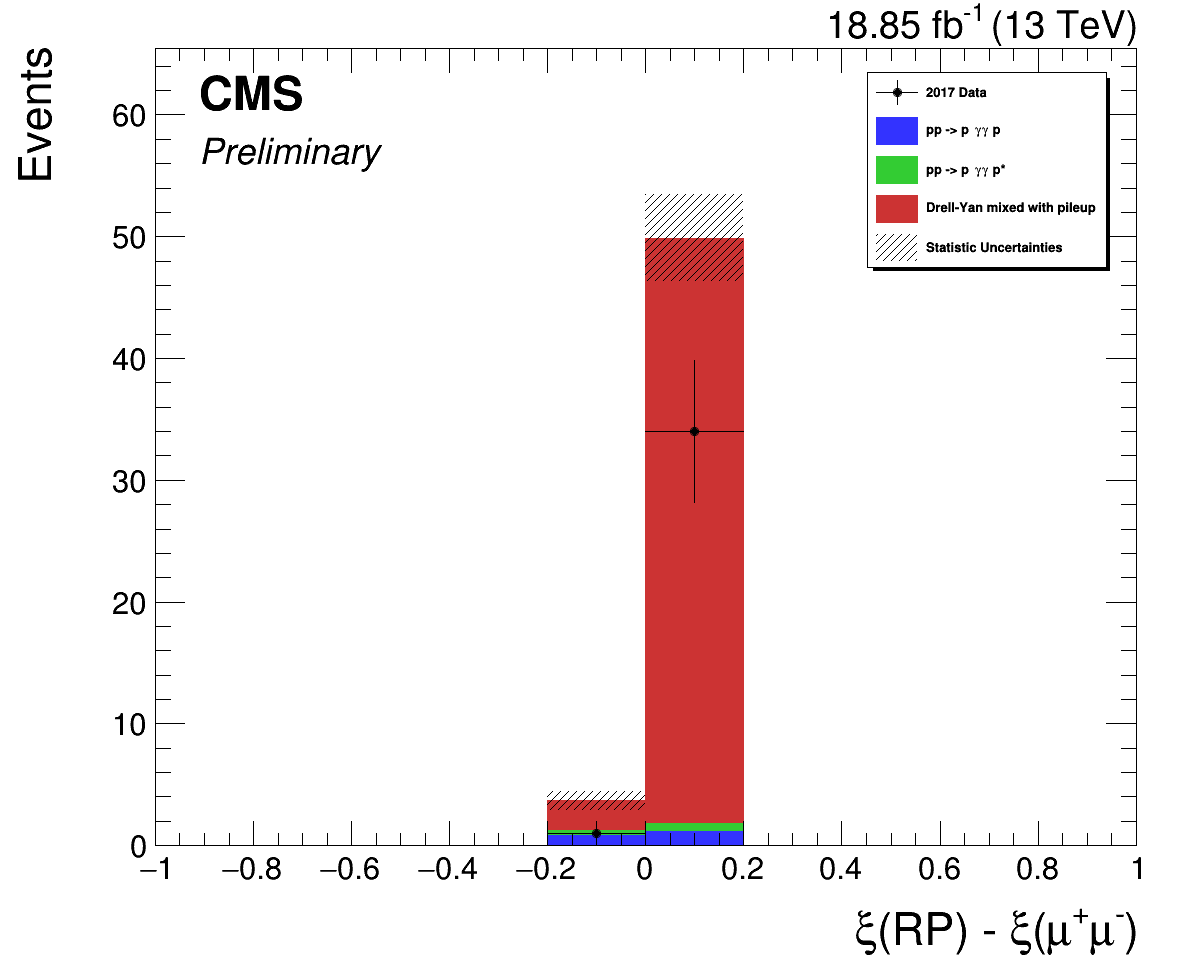 18.85 fb⁻¹ (13 TeV)
Events
CMS
Preliminary
2017 Data
pp -> p γγ p
pp -> p γγ p*
Drell-Yan mixed with pileup
Statistic Uncertainties
60
50
40
30
20
10
0
−1 −0.8 −0.6 −0.4 −0.2 0 0.2 0.4 0.6 0.8 1
ξ(RP) - ξ(μ⁺μ⁻)